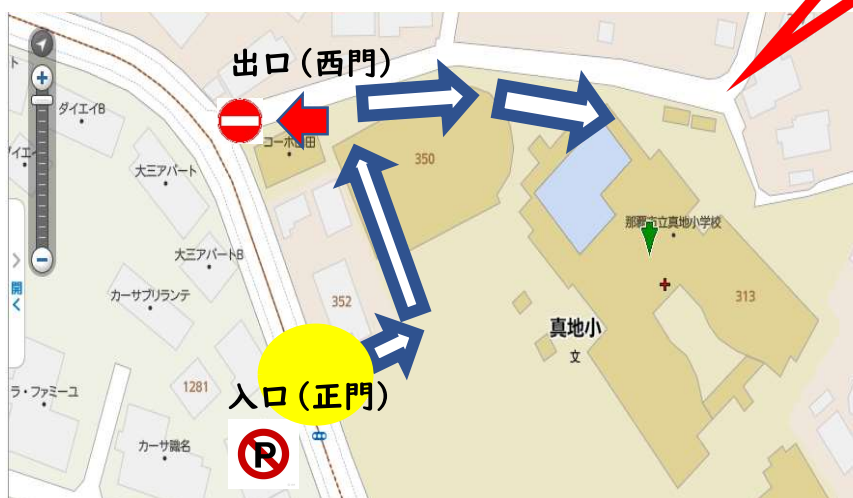 出口(西門)
ダイエイB
コーポ
350
大三アパート
那覇市立真地小学校
大三アパートB
開く
カーサブリランテ
352
313
真地小
文
ラ・ファミーユ
1281
入口(正門)
カーサ職名
P